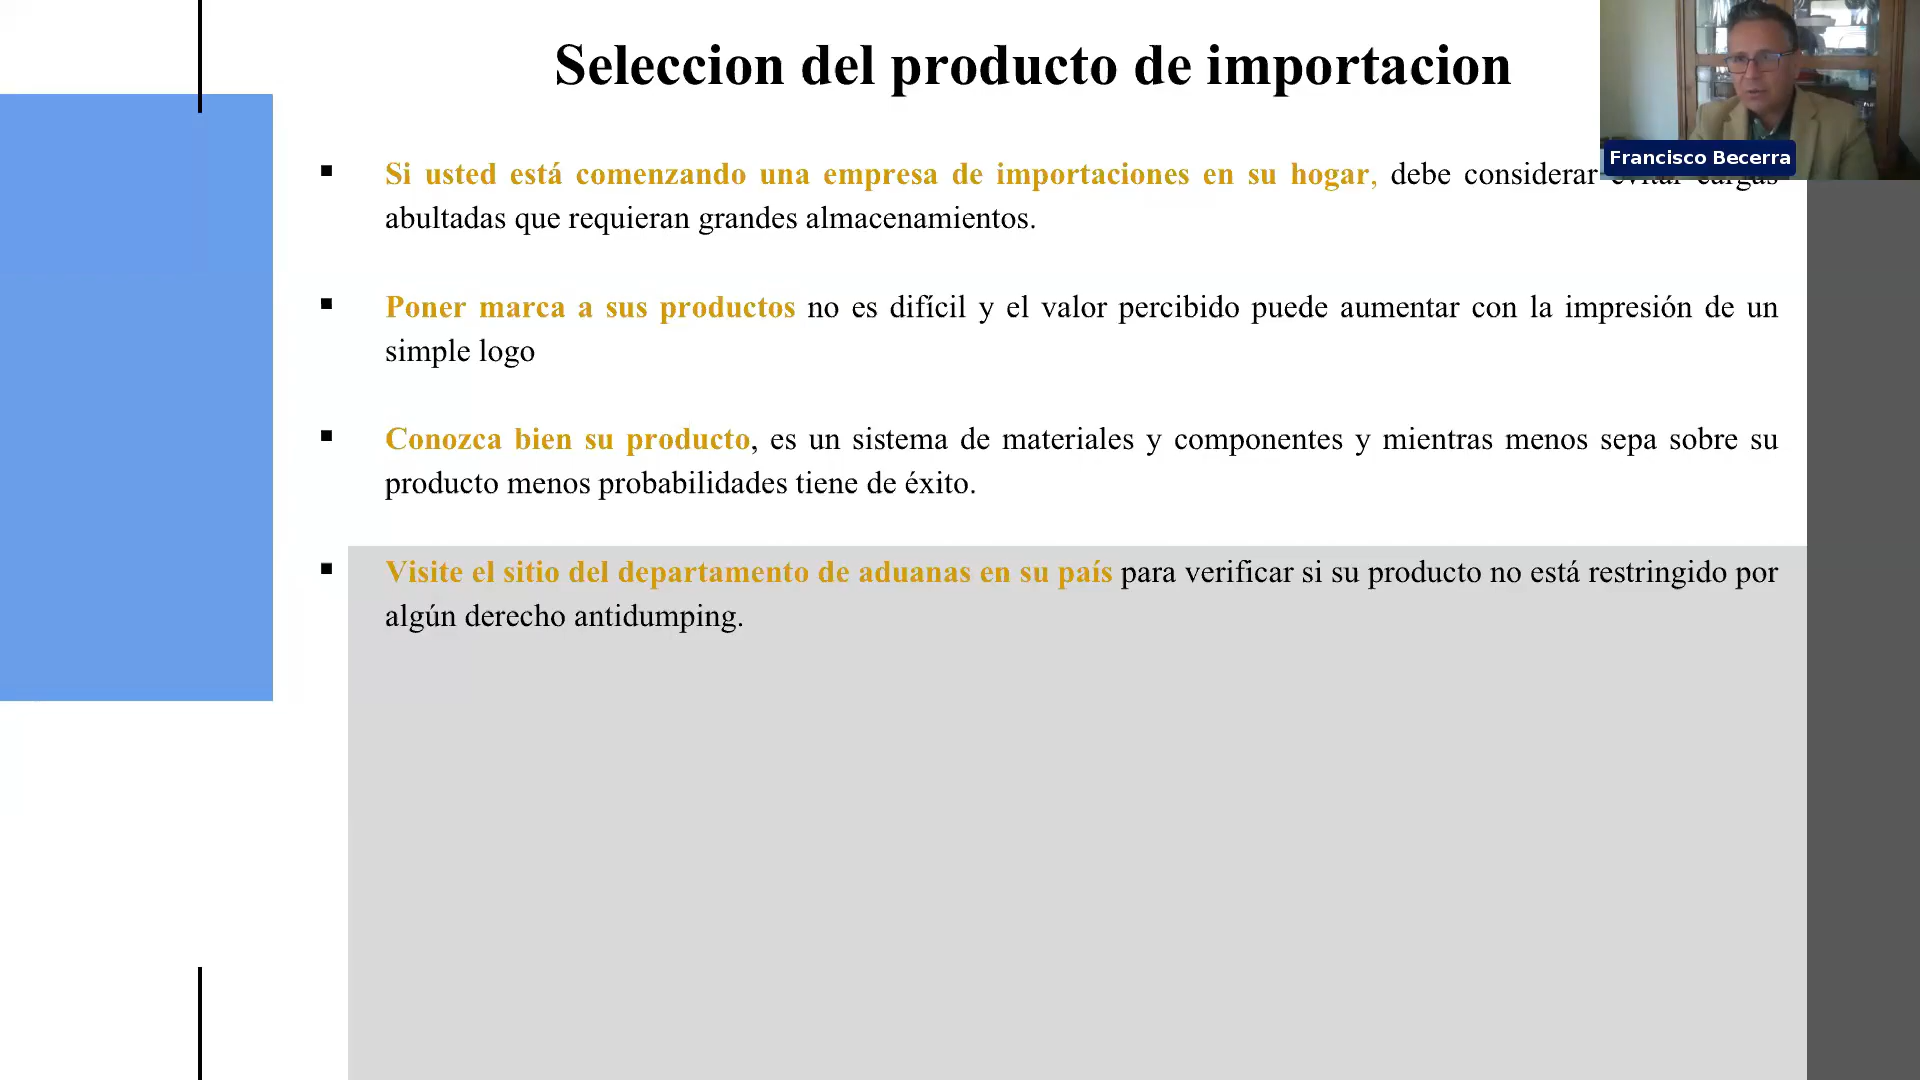 Seleccion del producto de importacion
Francisco Becerra
▪ Si usted está comenzando una empresa de importaciones en su hogar, debe considerar
abultadas que requieran grandes almacenamientos.
▪ Poner marca a sus productos no es difícil y el valor percibido puede aumentar con la impresión de un
simple logo
▪ Conozca bien su producto, es un sistema de materiales y componentes y mientras menos sepa sobre su
producto menos probabilidades tiene de éxito.
▪ Visite el sitio del departamento de aduanas en su país para verificar si su producto no está restringido por
algún derecho antidumping.